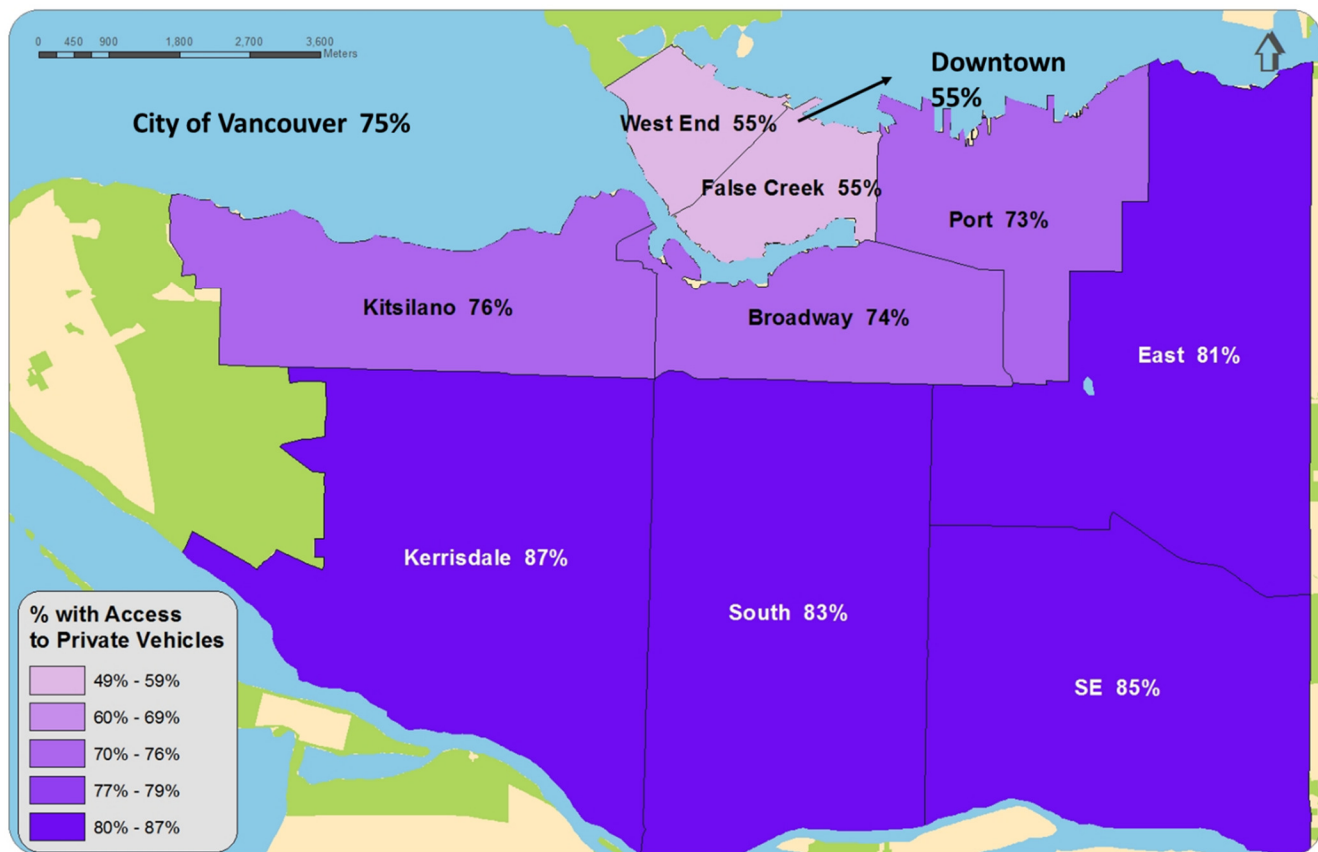 0 450 900 1,800 2,700 3,600
Meters
City of Vancouver 75%
Downtown
55%
West End 55%
False Creek 55%
Port 73%
Kitsilano 76%
Broadway 74%
East 81%
Kerrisdale 87%
South 83%
SE 85%
% with Access
to Private Vehicles
49% - 59%
60% - 69%
70% - 76%
77% - 79%
80% - 87%